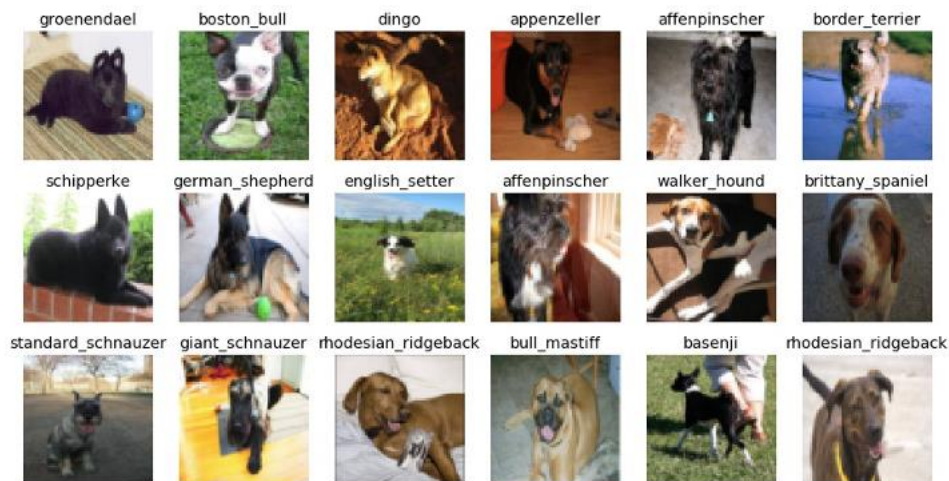 groenendael boston_bull dingo appenzeller affenpinscher border_terrier
schipperke german_shepherd english_setter affenpinscher walker_hound brittany_spaniel
standard_schnauzer giant_schnauzer rhodesian_ridgeback bull_mastiff basenji rhodesian_ridgeback